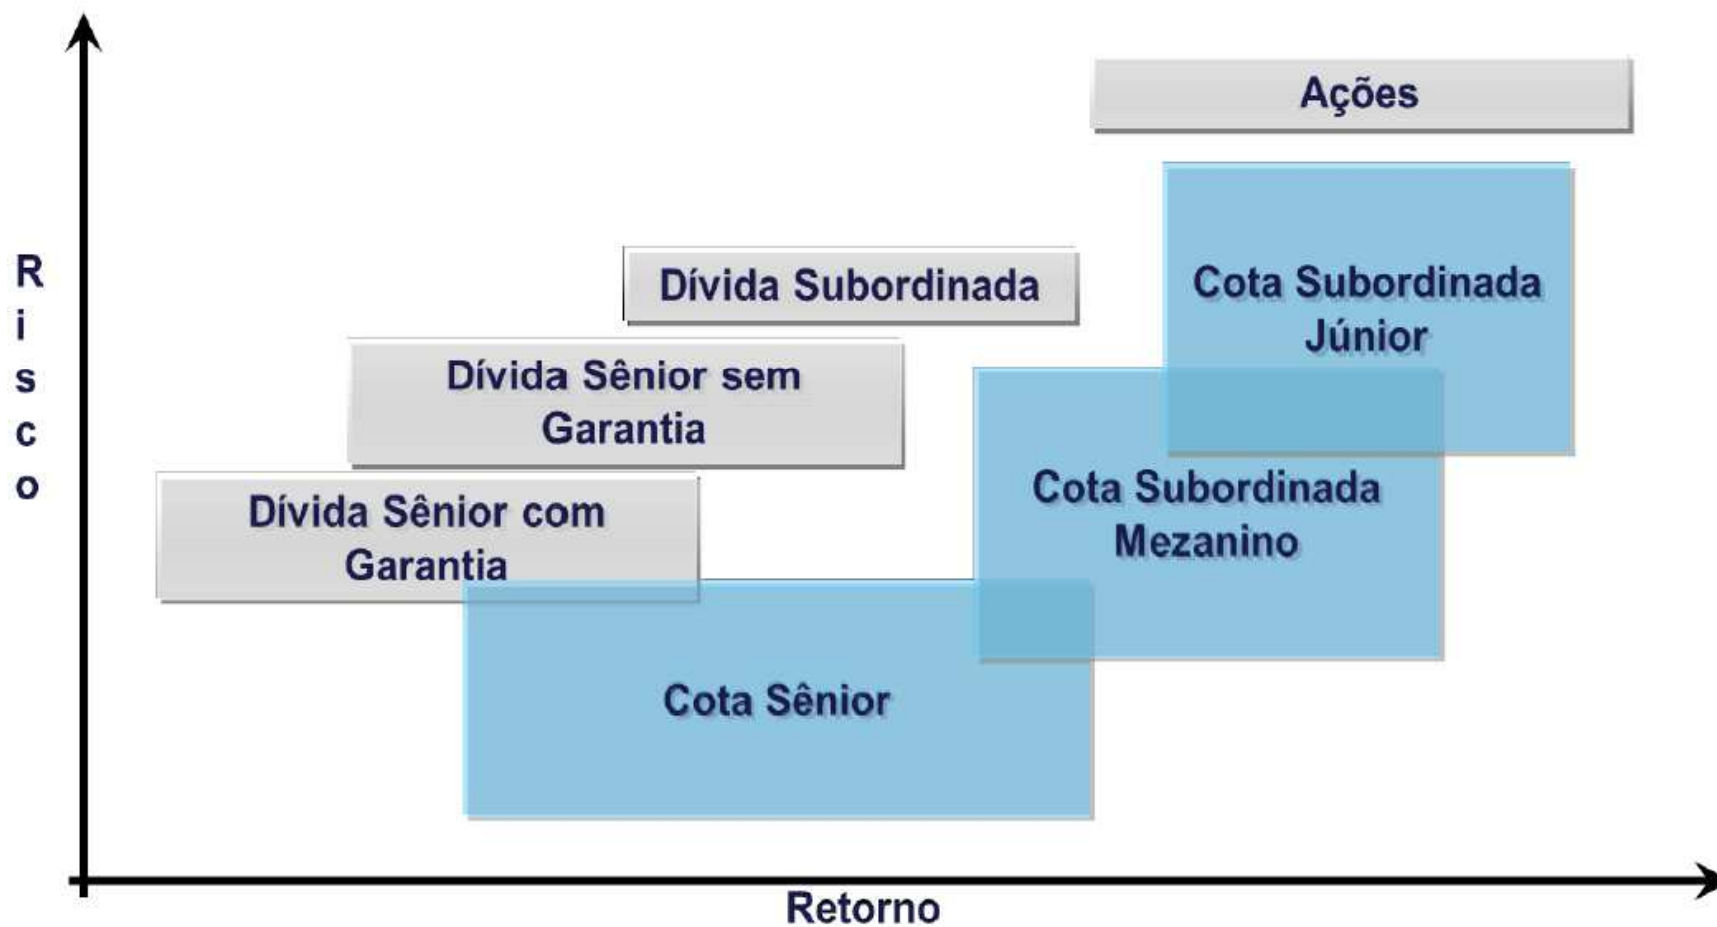 Ações
Risco
Dívida Subordinada
Cota Subordinada
Júnior
Dívida Sênior sem
Garantia
Dívida Sênior com
Garantia
Cota Subordinada
Mezanino
Cota Sênior
Retorno